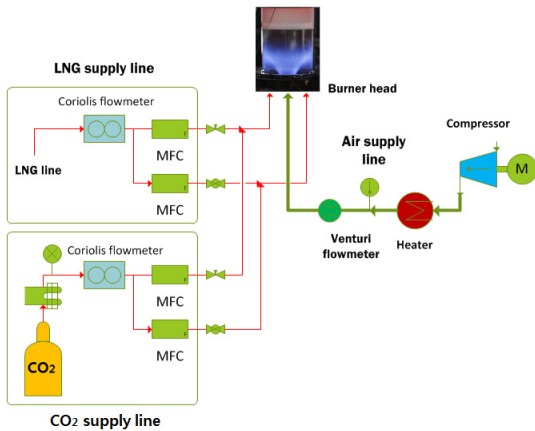 LNG supply line
Coriolis flowmeter
LNG line
MFC
MFC
Burner head
Compressor
M
Air supply
line
Venturi
flowmeter
Heater
Coriolis flowmeter
MFC
MFC
CO2
CO2 supply line